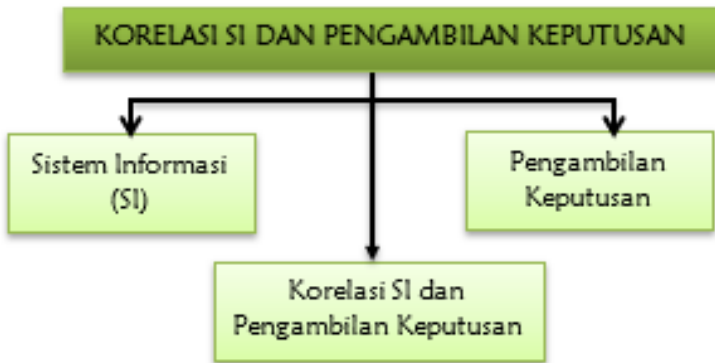 KORELASI SI DAN PENGAMBILAN KEPUTUSAN
Sistem Informasi
(SI)
Pengambilan
Keputusan
Korelasi SI dan
Pengambilan Keputusan